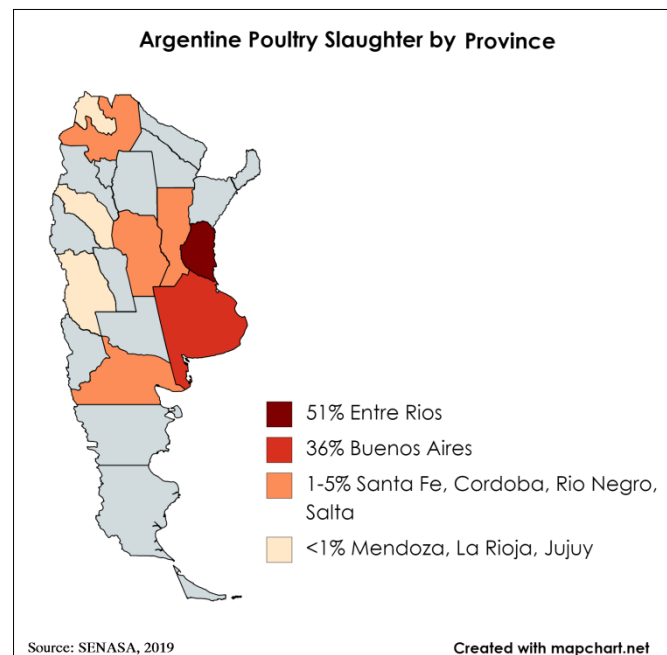 Argentine Poultry Slaughter by Province
51% Entre Rios
36% Buenos Aires
1-5% Santa Fe, Cordoba, Rio Negro,
Salta
<1% Mendoza, La Rioja, Jujuy
Source: SENASA, 2019
Created with mapchart.net